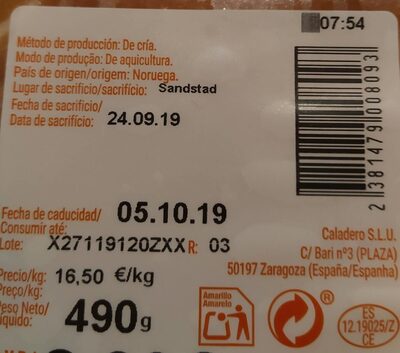 07:54
Método de producción: De cría.
Modo de produção: De aquicultura.
País de origen/origem: Noruega.
Lugar de sacrificio/sacrifício: Sandstad
Fecha de sacrificio/
Data de sacrifício: 24.09.19
2 381479 008093
Fecha de caducidad/ 05.10.19
Consumir até:
Lote: X27119120ZXX R: 03
Caladero S.L.U.
C/ Bari nº3 (PLAZA)
50197 Zaragoza (España/Espanha)
Precio/kg: 16,50 €/kg
Preço/kg:
Peso Neto/
líquido: 490g
Amarillo
Amarelo
ES
12.19025/Z
CE